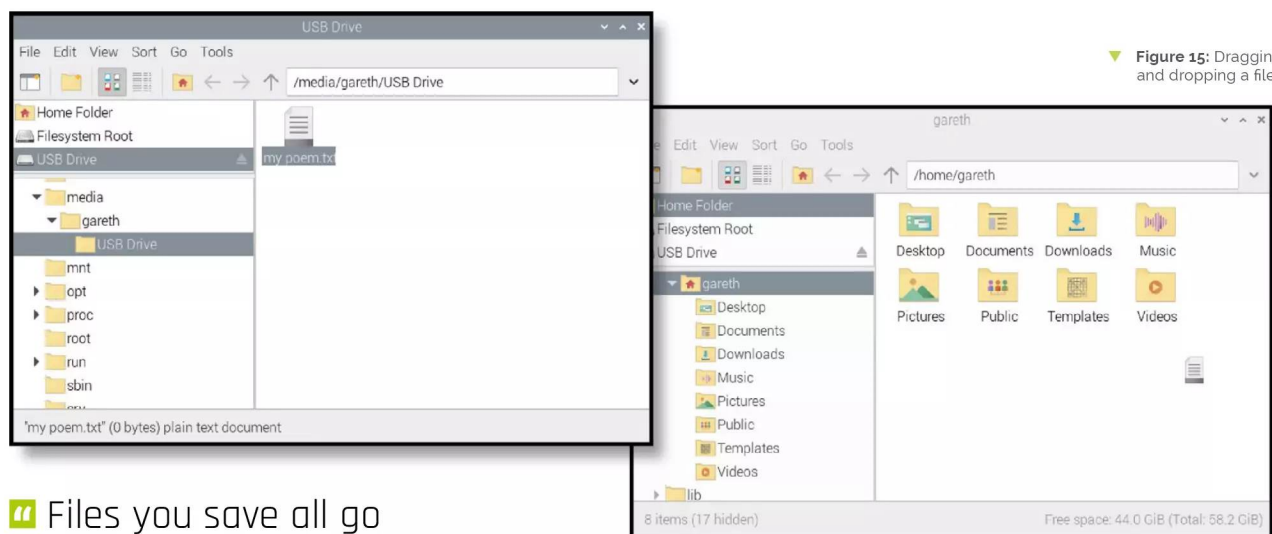 USB Drive
File Edit View Sort Go Tools
/media/gareth/USB Drive
Home Folder
Filesystem Root
USB Drive
media
gareth
USB Drive
mnt
opt
proc
root
run
sbin
my poem.txt
"my poem.txt" (0 bytes) plain text document
Figure 15: Draggin
and dropping a file
gareth
Edit View Sort Go Tools
/home/gareth
Home Folder
Filesystem Root
USB Drive
gareth
Desktop
Documents
Downloads
Music
Pictures
Public
Templates
Videos
lib
Desktop Documents Downloads Music
Pictures Public Templates Videos
8 items (17 hidden) Free space: 44.0 GiB (Total: 58.2 GiB)
Files you save all go